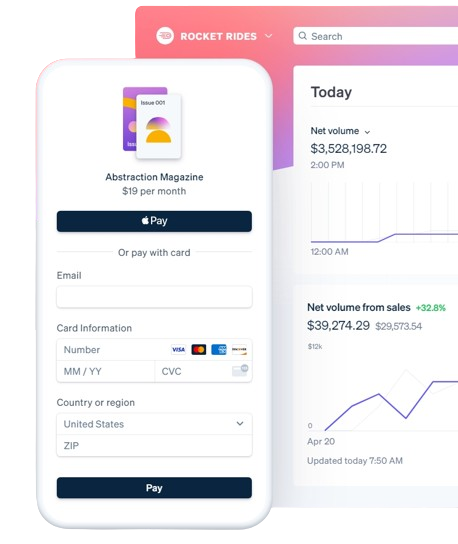 ROCKET RIDES
Search
Issue 001
Abstraction Magazine
$19 per month
Pay
Or pay with card
Email
Card Information
Number
VISA
MM / YY
CVC
Country or region
United States
ZIP
Pay
Today
Net volume
$3,528,198.72
2:00 PM
12:00 AM
Net volume from sales +32.8%
$39,274.29 $29,573.54
$12k
0
Apr 20
Updated today 7:50 AM